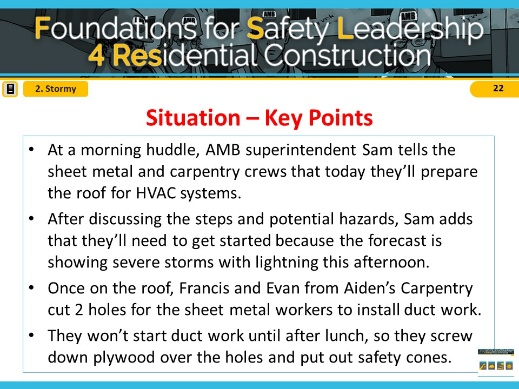 Foundations for Safety Leadership
4 Residential Construction
2. Stormy
22
Situation – Key Points
• At a morning huddle, AMB superintendent Sam tells the
sheet metal and carpentry crews that today they’ll prepare
the roof for HVAC systems.
• After discussing the steps and potential hazards, Sam adds
that they’ll need to get started because the forecast is
showing severe storms with lightning this afternoon.
• Once on the roof, Francis and Evan from Aiden’s Carpentry
cut 2 holes for the sheet metal workers to install duct work.
• They won’t start duct work until after lunch, so they screw
down plywood over the holes and put out safety cones.